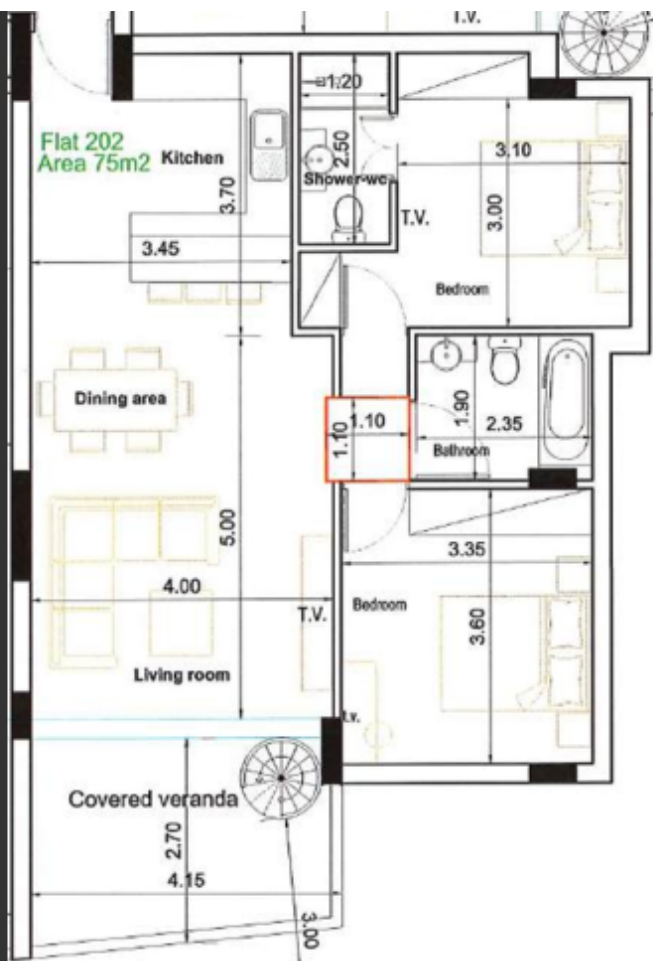 T.V.
1.20
Flat 202
Area 75m2
Kitchen
3.70
2.50
Shower-wc
3.10
3.00
T.V.
3.45
Bedroom
Dining area
1.10
1.10
1.90
2.35
Bathroom
5.00
4.00
T.V.
3.35
Bedroom
3.60
Living room
t.v.
Covered veranda
2.70
4.15
3.00